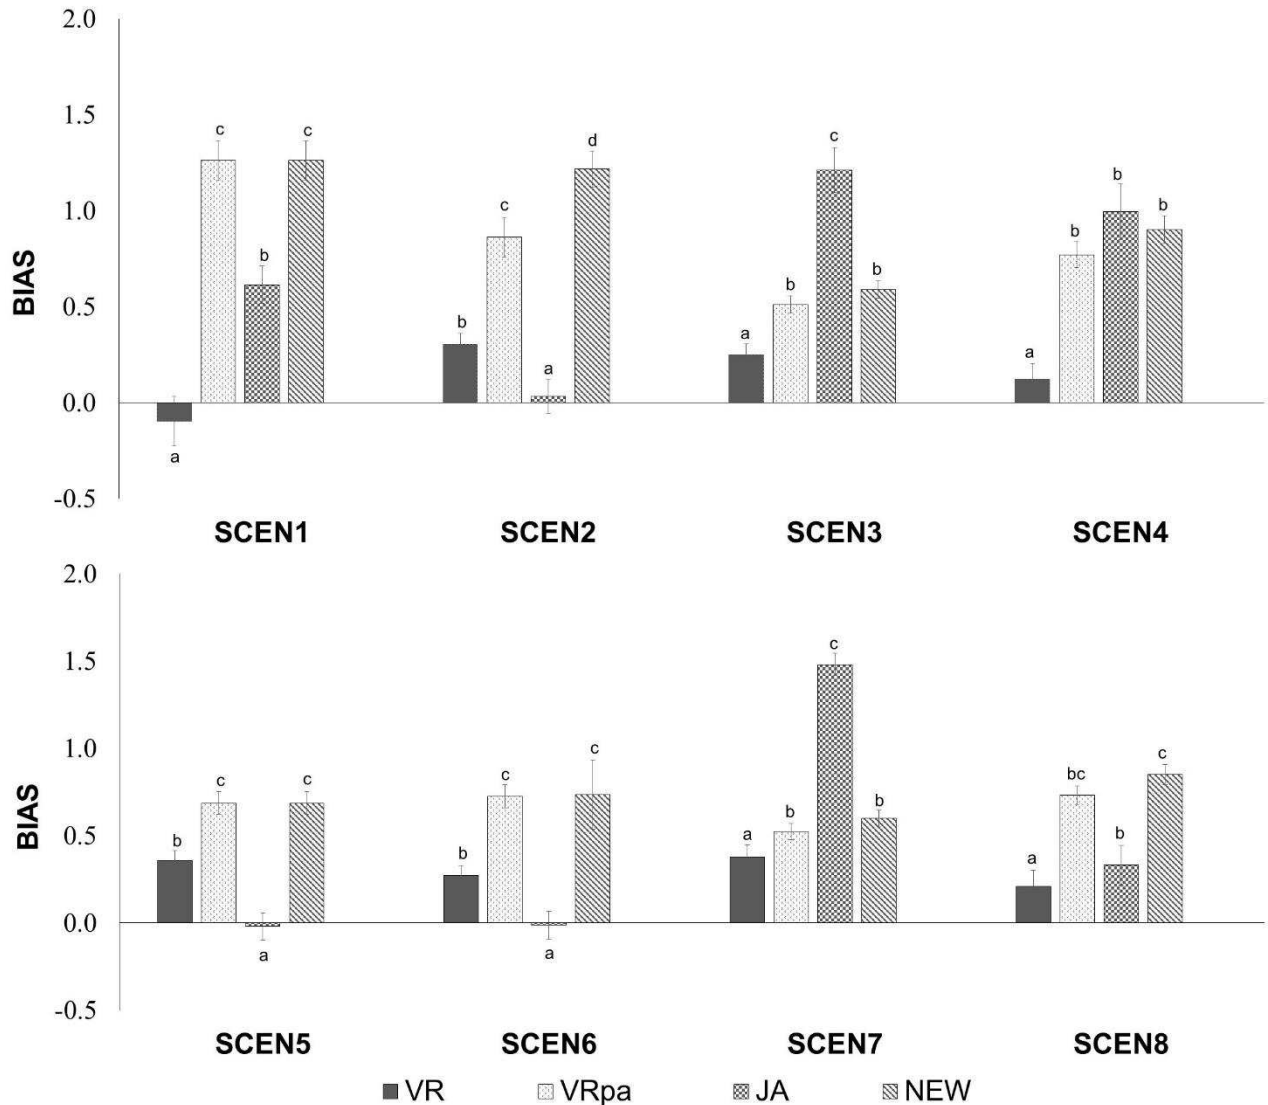 2.0
1.5
1.0
0.5
0.0
-0.5
BIAS
a c b c
b c a d
a b c b
a b b b
SCEN1 SCEN2 SCEN3 SCEN4
2.0
1.5
1.0
0.5
0.0
-0.5
BIAS
b c a c
b c a c
a b c b
a bc b c
SCEN5 SCEN6 SCEN7 SCEN8
VR VRpa JA NEW